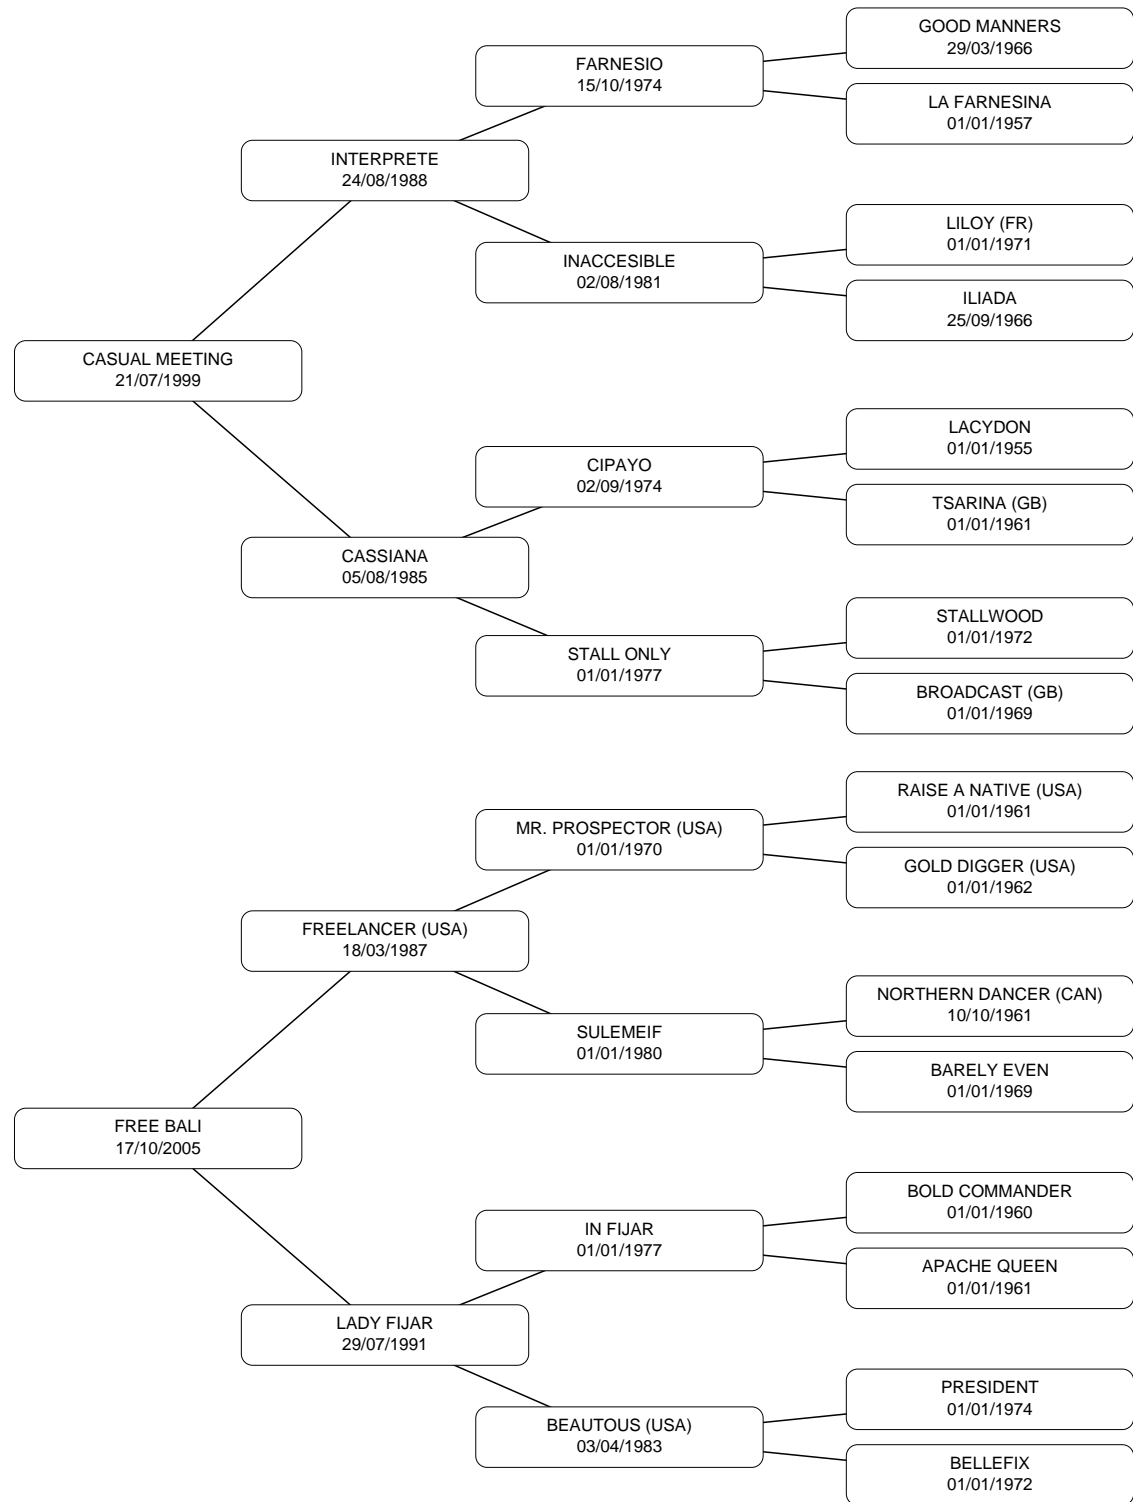 GOOD MANNERS
29/03/1966
FARNESIO
15/10/1974
LA FARNESINA
01/01/1957
INTERPRETE
24/08/1988
LILOY (FR)
01/01/1971
INACCESIBLE
02/08/1981
ILIADA
25/09/1966
CASUAL MEETING
21/07/1999
LACYDON
01/01/1955
CIPAYO
02/09/1974
TSARINA (GB)
01/01/1961
CASSIANA
05/08/1985
STALLWOOD
01/01/1972
STALL ONLY
01/01/1977
BROADCAST (GB)
01/01/1969
RAISE A NATIVE (USA)
01/01/1961
MR. PROSPECTOR (USA)
01/01/1970
GOLD DIGGER (USA)
01/01/1962
FREELANCER (USA)
18/03/1987
NORTHERN DANCER (CAN)
10/10/1961
SULEMEIF
01/01/1980
BARELY EVEN
01/01/1969
FREE BALI
17/10/2005
BOLD COMMANDER
01/01/1960
IN FIJAR
01/01/1977
APACHE QUEEN
01/01/1961
LADY FIJAR
29/07/1991
PRESIDENT
01/01/1974
BEAUTOUS (USA)
03/04/1983
BELLEFIX
01/01/1972